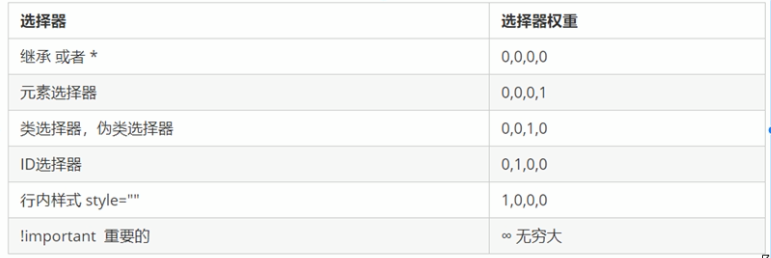 选择器 选择器权重
继承 或者 * 0,0,0,0
元素选择器 0,0,0,1
类选择器，伪类选择器 0,0,1,0
ID选择器 0,1,0,0
行内样式 style="" 1,0,0,0
!important 重要的 ∞ 无穷大